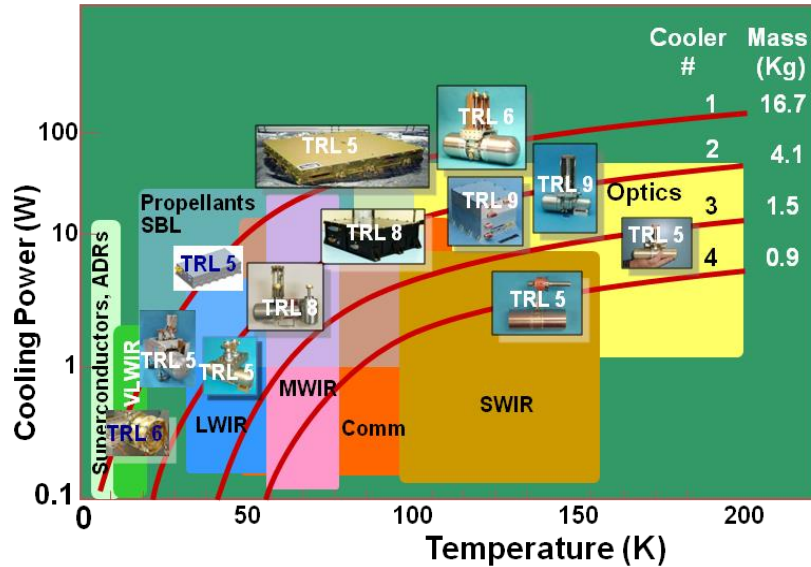 Cooler Mass
# (Kg)
1 16.7
2 4.1
3 1.5
4 0.9
Cooling Power (W)
100
10
1
0.1
TRL 5
TRL 6
TRL 9
TRL 9
TRL 8
TRL 5
TRL 5
TRL 8
TRL 5
TRL 5
TRL 5
TRL 6
Propellants
SBL
Optics
Superconductors, ADRs
VLWIR
LWIR
MWIR
Comm
SWIR
0 50 100 150 200
Temperature (K)